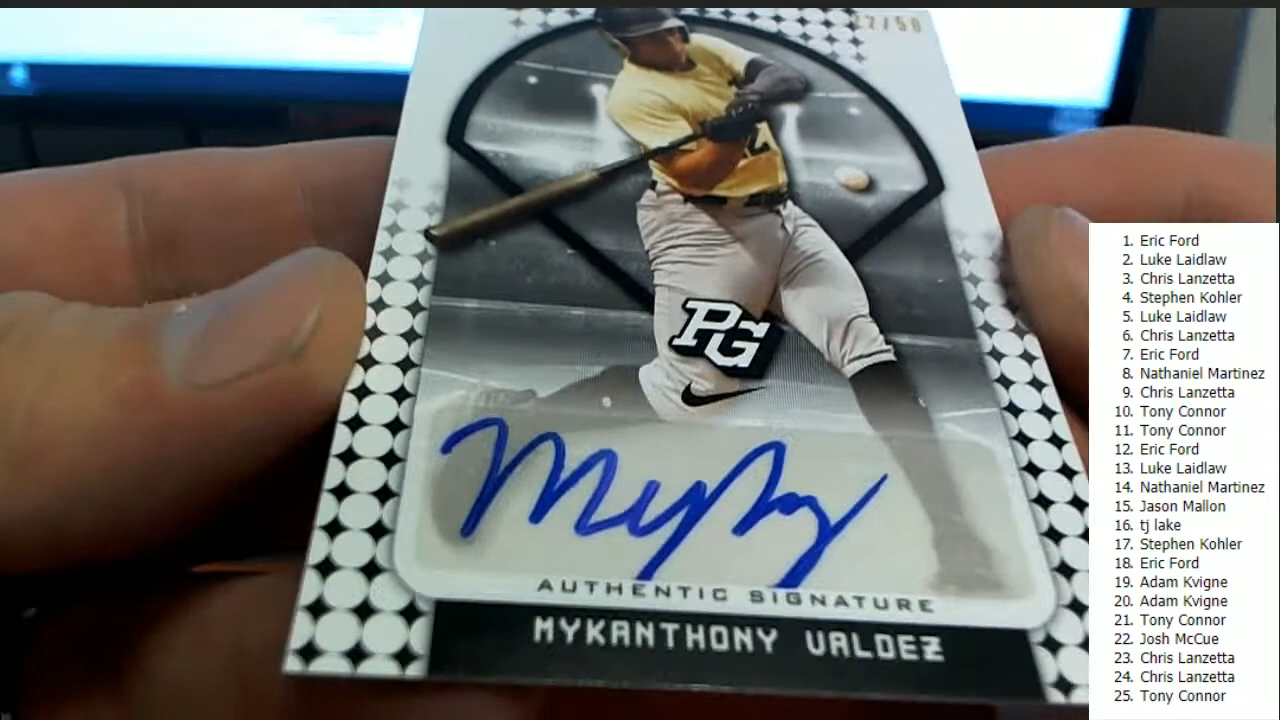 2/50
2
PG
AUTHENTIC SIGNATURE
MYKANTHONY VALDEZ
1. Eric Ford
2. Luke Laidlaw
3. Chris Lanzetta
4. Stephen Kohler
5. Luke Laidlaw
6. Chris Lanzetta
7. Eric Ford
8. Nathaniel Martinez
9. Chris Lanzetta
10. Tony Connor
11. Tony Connor
12. Eric Ford
13. Luke Laidlaw
14. Nathaniel Martinez
15. Jason Mallon
16. tj lake
17. Stephen Kohler
18. Eric Ford
19. Adam Kvigne
20. Adam Kvigne
21. Tony Connor
22. Josh McCue
23. Chris Lanzetta
24. Chris Lanzetta
25. Tony Connor